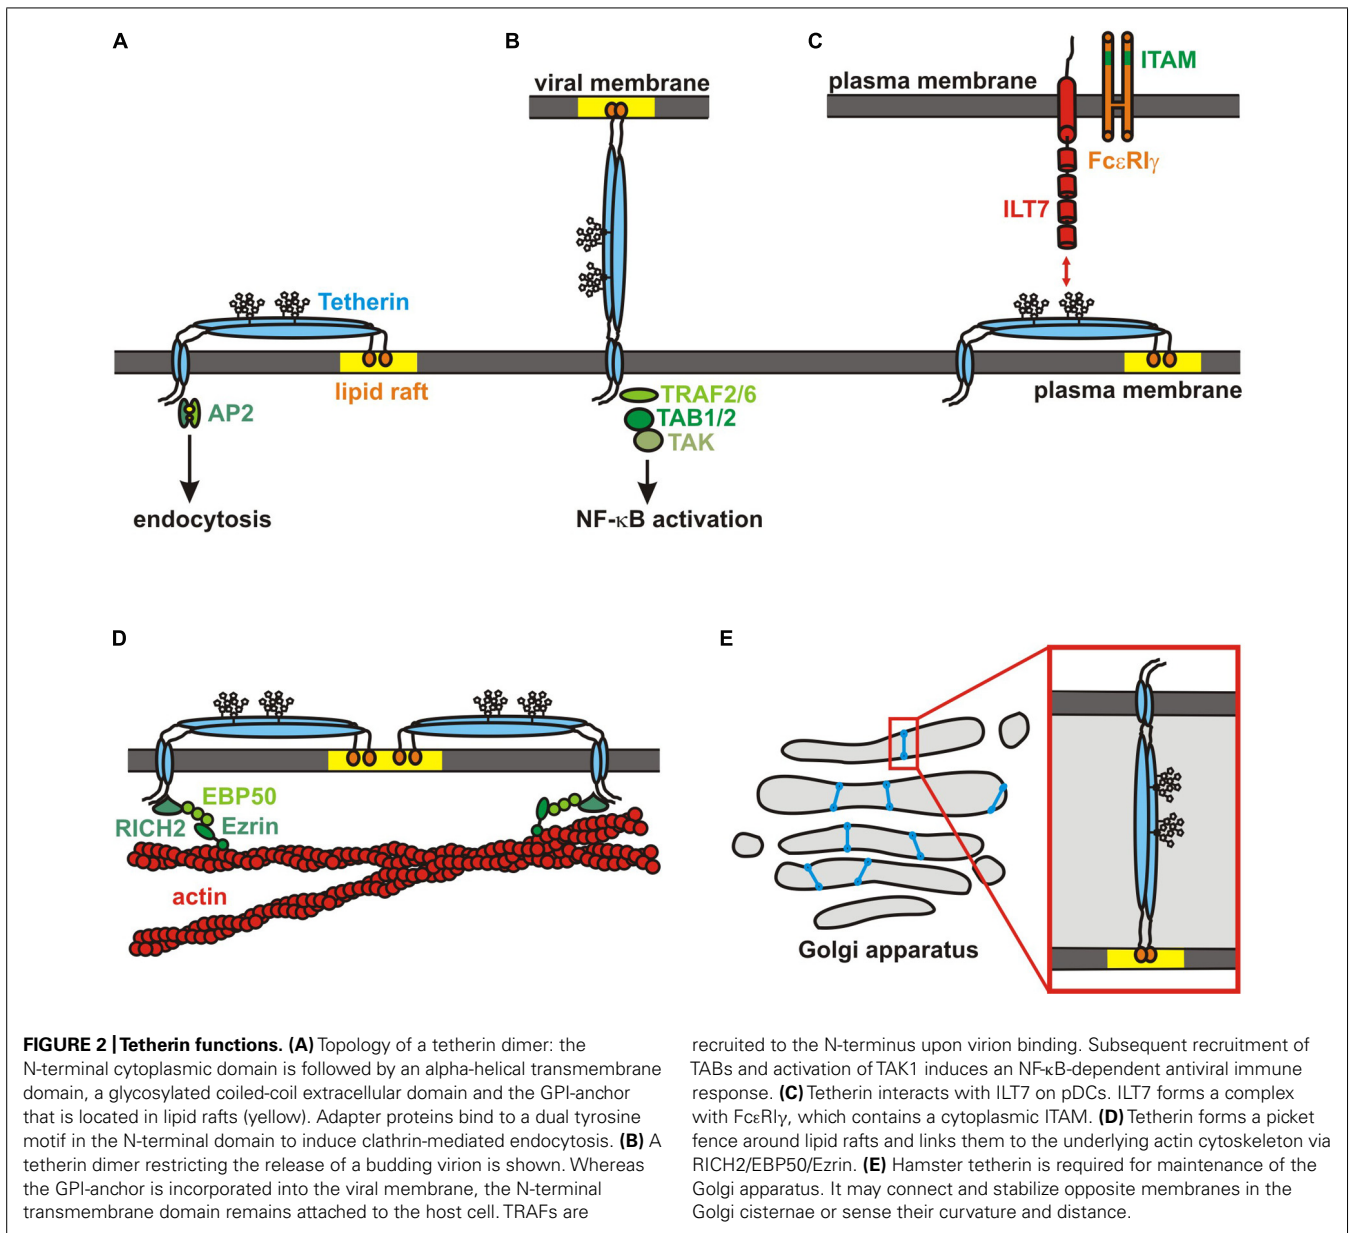 A
B
C
viral membrane
plasma membrane
ITAM
FcεRIγ
ILT7
Tetherin
lipid raft
AP2
endocytosis
TRAF2/6
TAB1/2
TAK
NF-κB activation
plasma membrane
D
E
EBP50
RICH2
Ezrin
actin
Golgi apparatus
FIGURE 2 | Tetherin functions. (A) Topology of a tetherin dimer: the
N-terminal cytoplasmic domain is followed by an alpha-helical transmembrane
domain, a glycosylated coiled-coil extracellular domain and the GPI-anchor
that is located in lipid rafts (yellow). Adapter proteins bind to a dual tyrosine
motif in the N-terminal domain to induce clathrin-mediated endocytosis. (B) A
tetherin dimer restricting the release of a budding virion is shown. Whereas
the GPI-anchor is incorporated into the viral membrane, the N-terminal
transmembrane domain remains attached to the host cell. TRAFs are
recruited to the N-terminus upon virion binding. Subsequent recruitment of
TABs and activation of TAK1 induces an NF-κB-dependent antiviral immune
response. (C) Tetherin interacts with ILT7 on pDCs. ILT7 forms a complex
with FcεRIγ, which contains a cytoplasmic ITAM. (D) Tetherin forms a picket
fence around lipid rafts and links them to the underlying actin cytoskeleton via
RICH2/EBP50/Ezrin. (E) Hamster tetherin is required for maintenance of the
Golgi apparatus. It may connect and stabilize opposite membranes in the
Golgi cisternae or sense their curvature and distance.